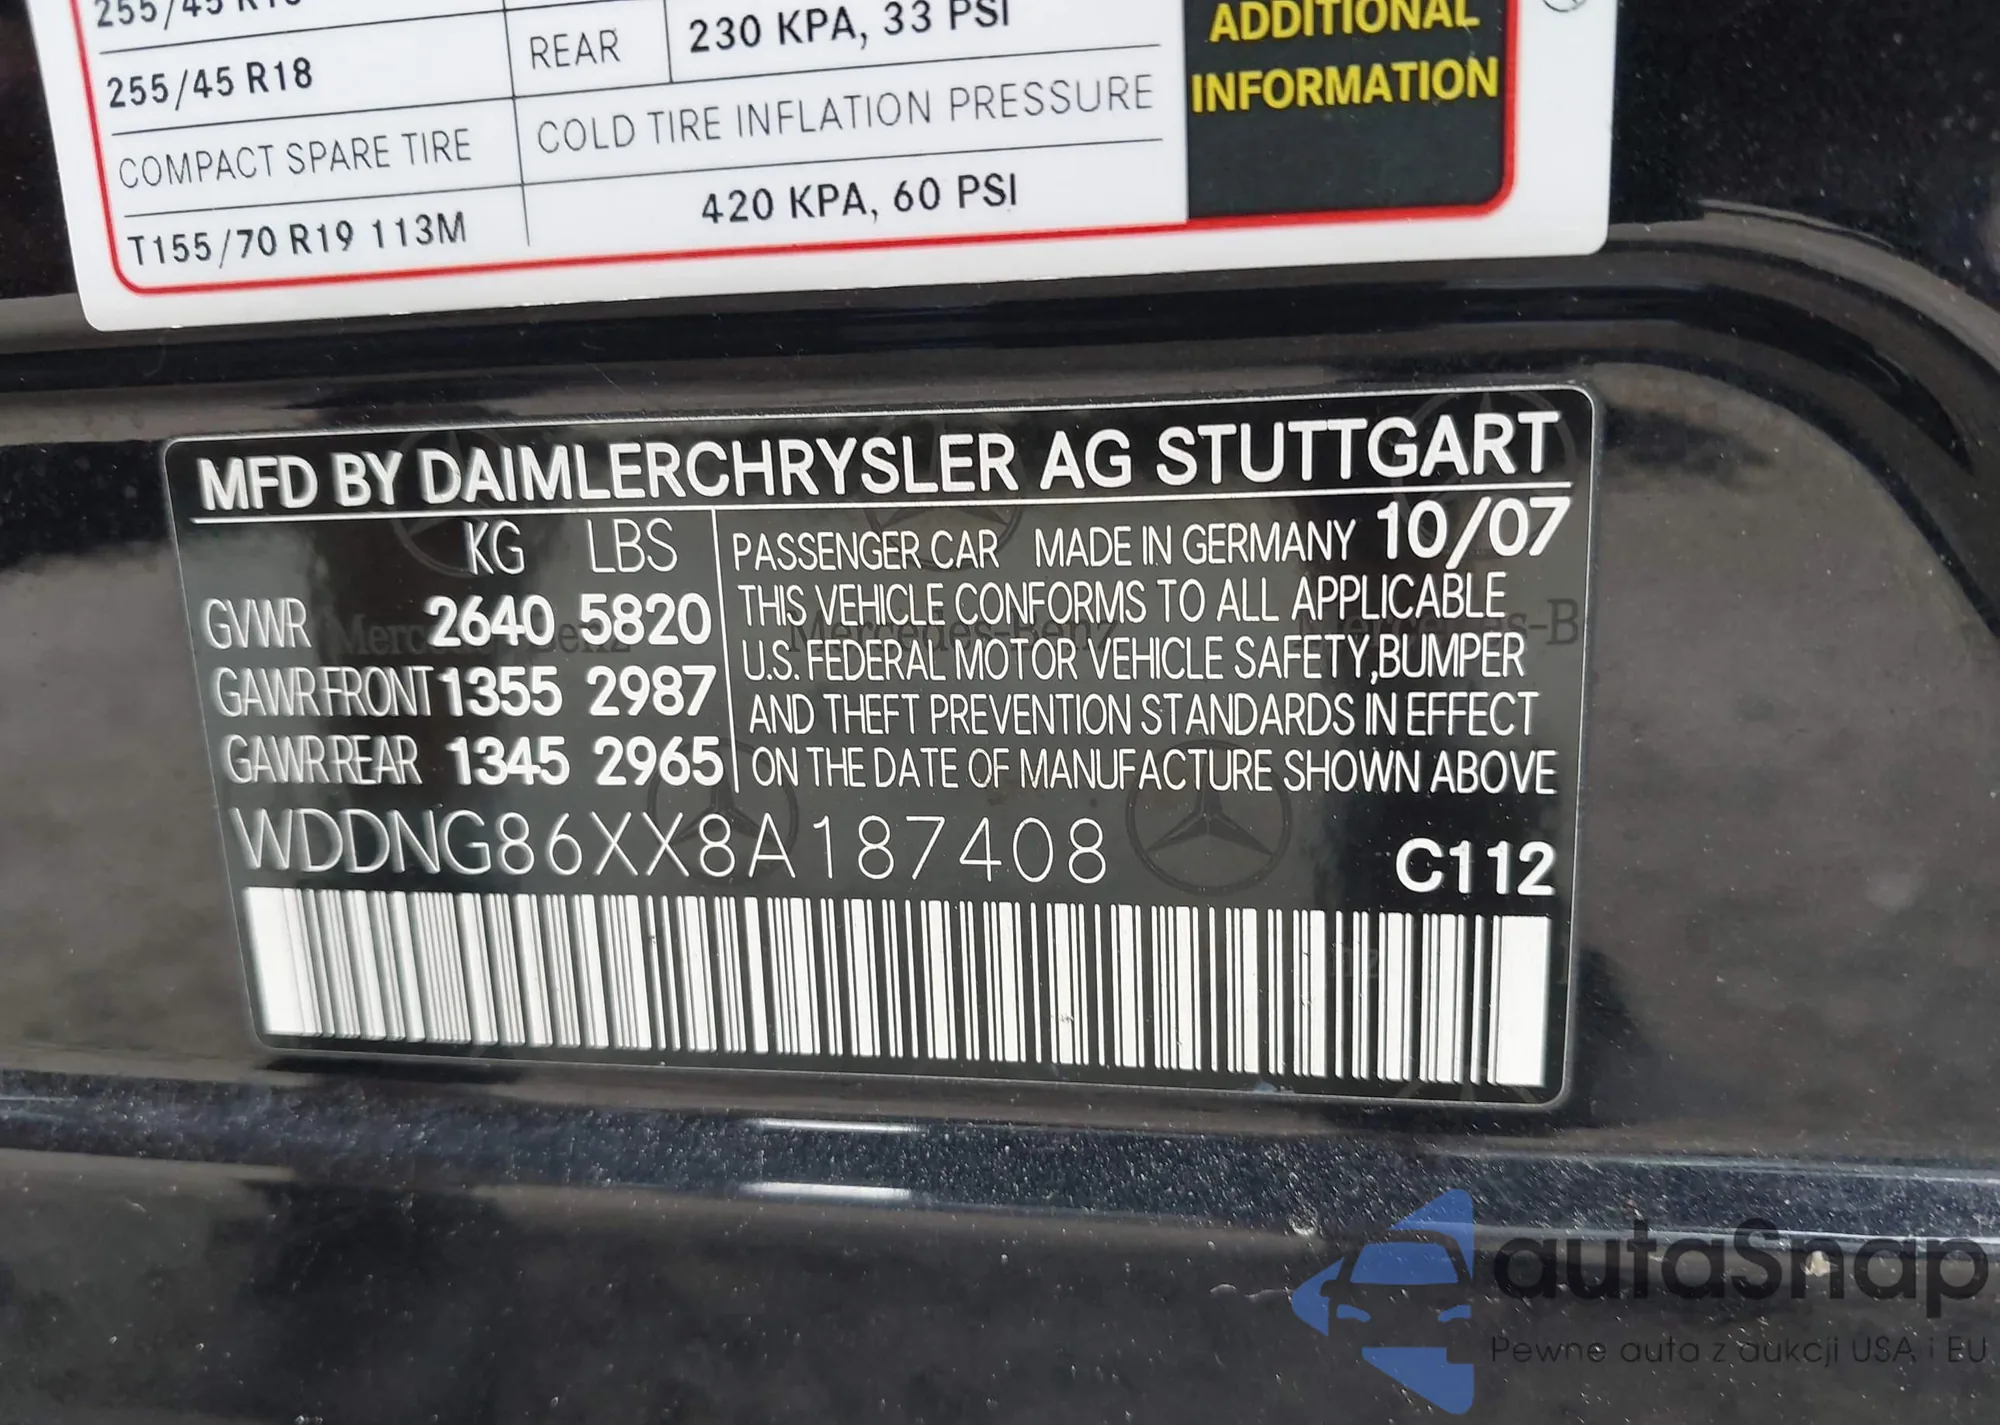 255/45 R18
255/45 R18
REAR
230 KPA, 33 PSI
COMPACT SPARE TIRE
COLD TIRE INFLATION PRESSURE
T155/70 R19 113M
420 KPA, 60 PSI
ADDITIONAL
INFORMATION
MFD BY DAIMLERCHRYSLER AG STUTTGART
KG LBS
GVWR 2640 5820
GAWR FRONT 1355 2987
GAWR REAR 1345 2965
PASSENGER CAR MADE IN GERMANY 10/07
THIS VEHICLE CONFORMS TO ALL APPLICABLE
U.S. FEDERAL MOTOR VEHICLE SAFETY,BUMPER
AND THEFT PREVENTION STANDARDS IN EFFECT
ON THE DATE OF MANUFACTURE SHOWN ABOVE
WDDNG86XX8A187408
C112
autaSnap
Pewne auta z aukcji USA i EU